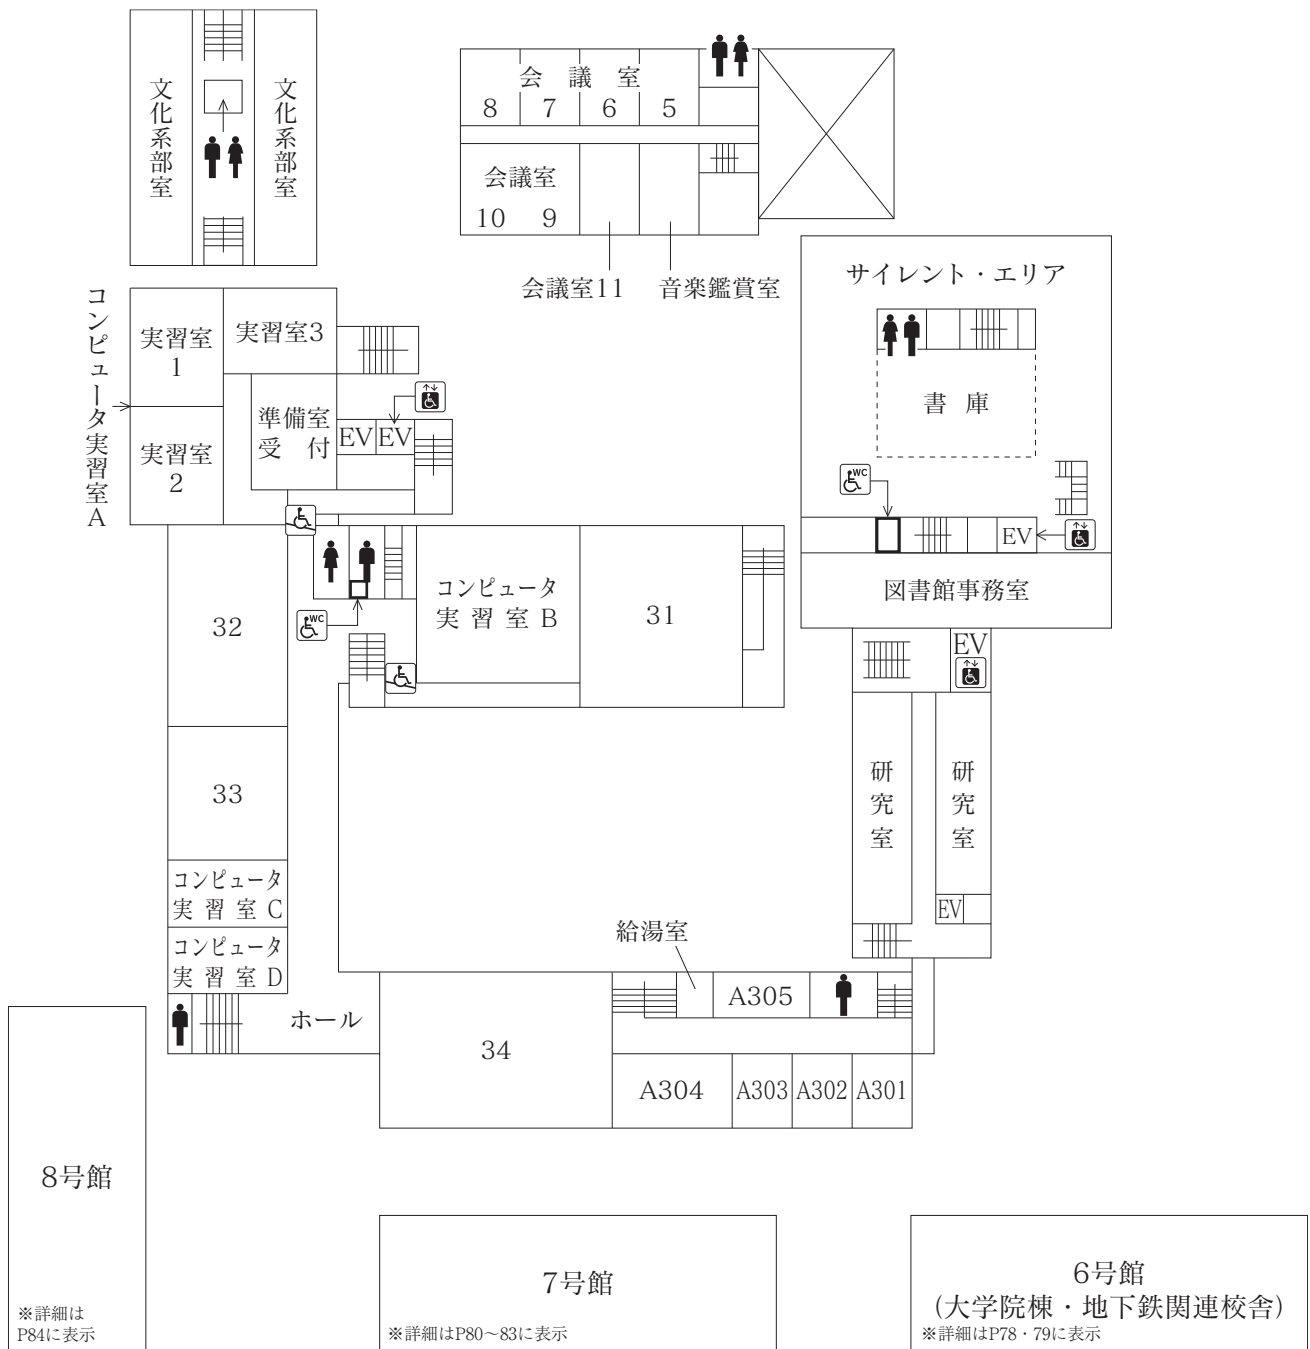 文化系部室
文化系部室
会議室
8 7 6 5
会議室
10 9
会議室11
音楽鑑賞室
サイレント・エリア
書庫
WC
EV
図書館事務室
コンピュータ実習室A
実習室
1
実習室3
実習室
2
準備室
受付
EV EV
WC
コンピュータ
実習室B
31
32
33
コンピュータ
実習室C
コンピュータ
実習室D
ホール
EV
研究室
研究室
EV
給湯室
A305
34
A304
A303
A302
A301
8号館
※詳細は
P84に表示
7号館
※詳細はP80〜83に表示
6号館
(大学院棟・地下鉄関連校舎)
※詳細はP78・79に表示